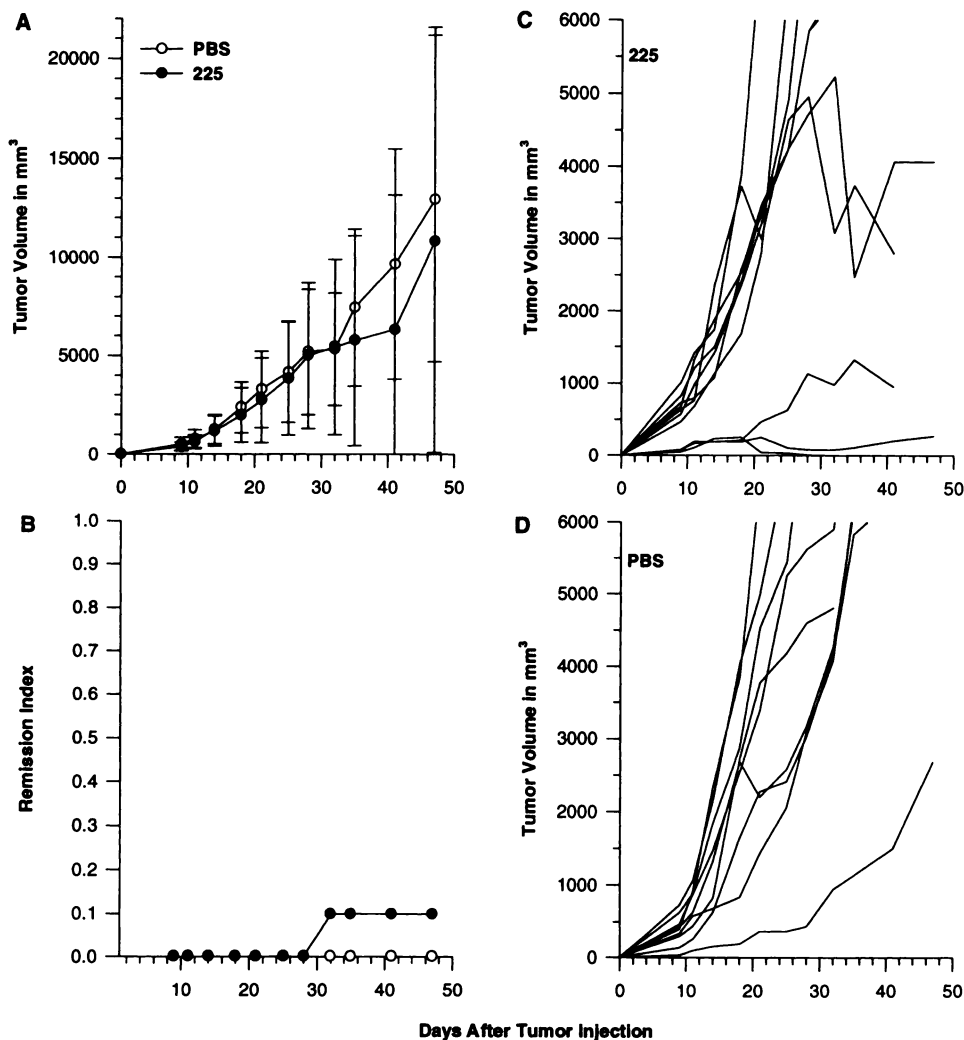 A
PBS
225
Tumor Volume in mm³
20000
15000
10000
5000
0
0 10 20 30 40 50
B
Remission Index
1.0
0.9
0.8
0.7
0.6
0.5
0.4
0.3
0.2
0.1
0.0
10 20 30 40 50
C
225
Tumor Volume in mm³
6000
5000
4000
3000
2000
1000
0
0 10 20 30 40 50
D
PBS
Tumor Volume in mm³
6000
5000
4000
3000
2000
1000
0
0 10 20 30 40 50
Days After Tumor Injection